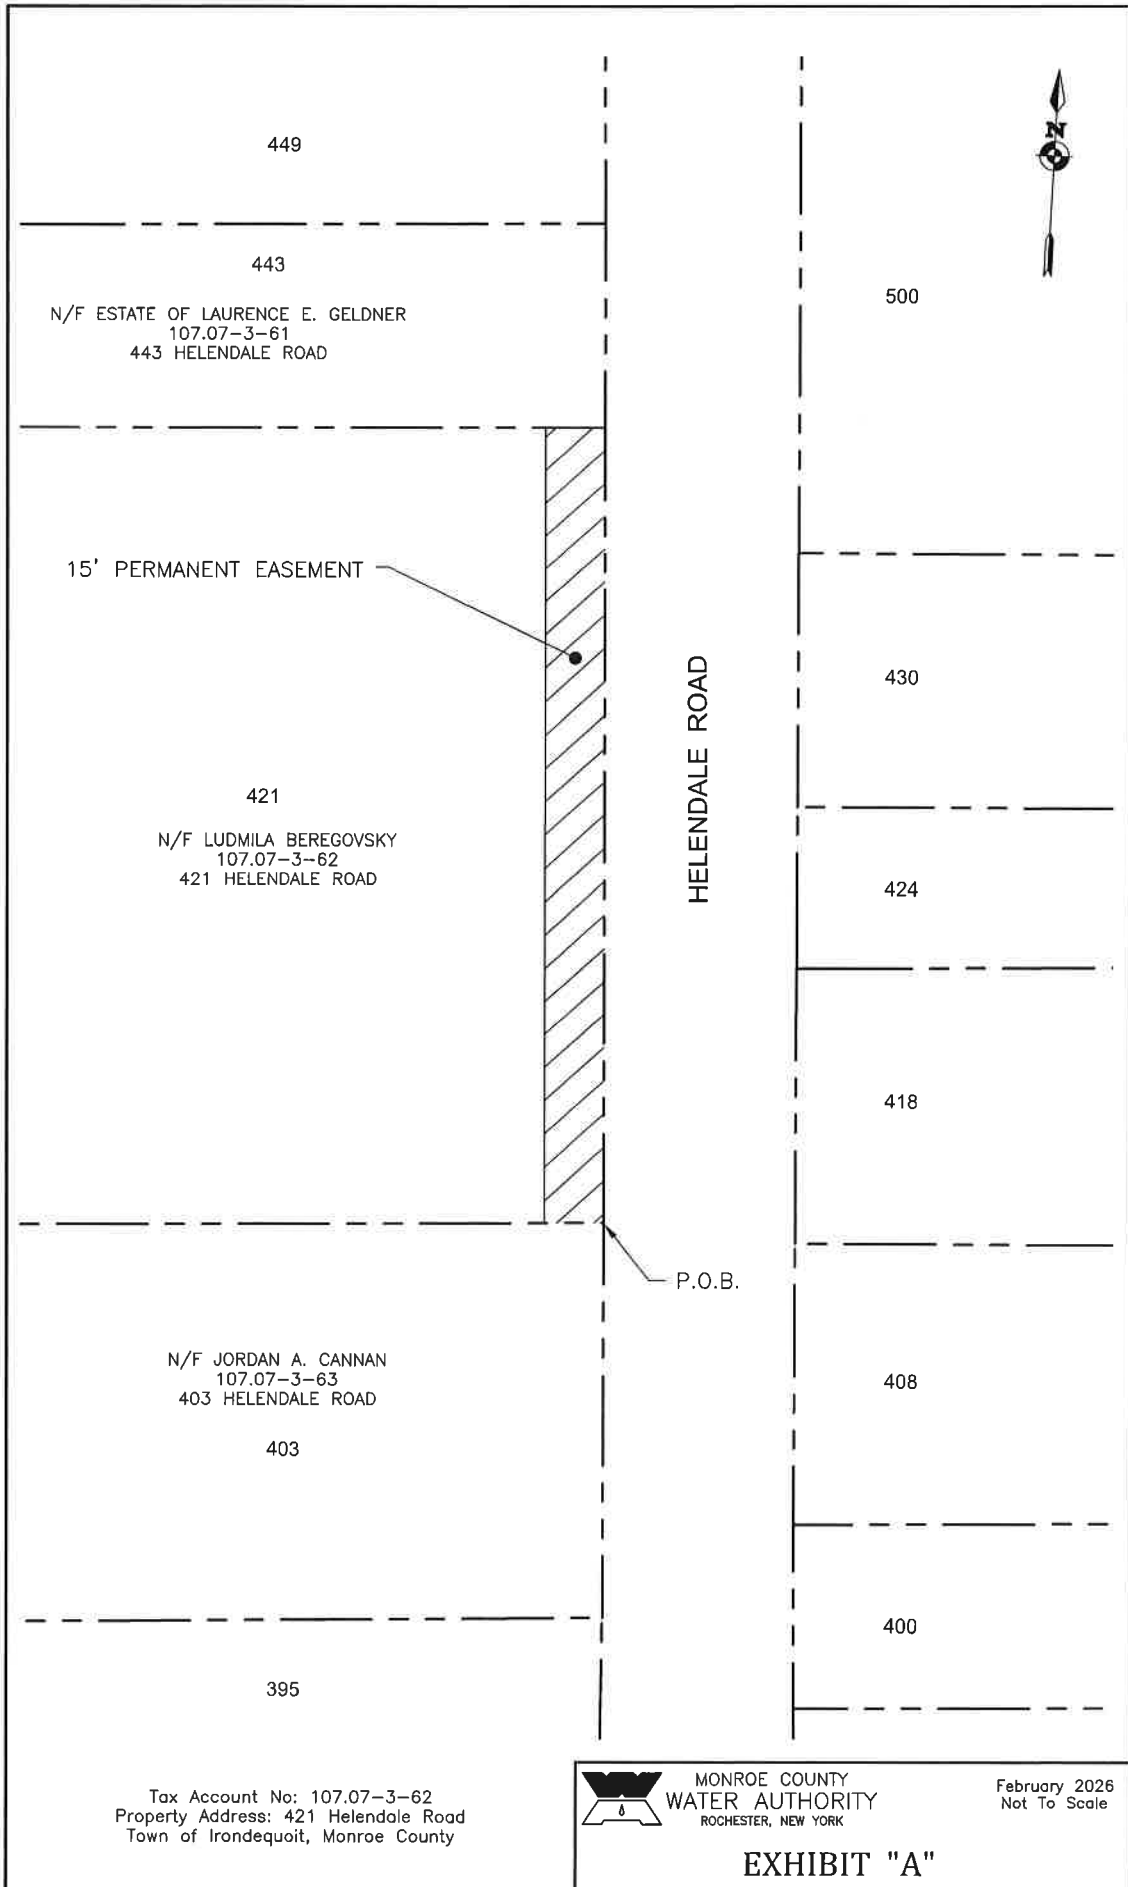 449
N
443
N/F ESTATE OF LAURENCE E. GELDNER
107.07-3-61
443 HELENDALE ROAD
500
15' PERMANENT EASEMENT
HELENDALE ROAD
430
421
N/F LUDMILA BEREGOVSKY
107.07-3-62
421 HELENDALE ROAD
424
418
P.O.B.
N/F JORDAN A. CANNAN
107.07-3-63
403 HELENDALE ROAD
403
408
400
395
Tax Account No: 107.07-3-62
Property Address: 421 Helendale Road
Town of Irondequoit, Monroe County
MONROE COUNTY
WATER AUTHORITY
ROCHESTER, NEW YORK
February 2026
Not To Scale
EXHIBIT "A"